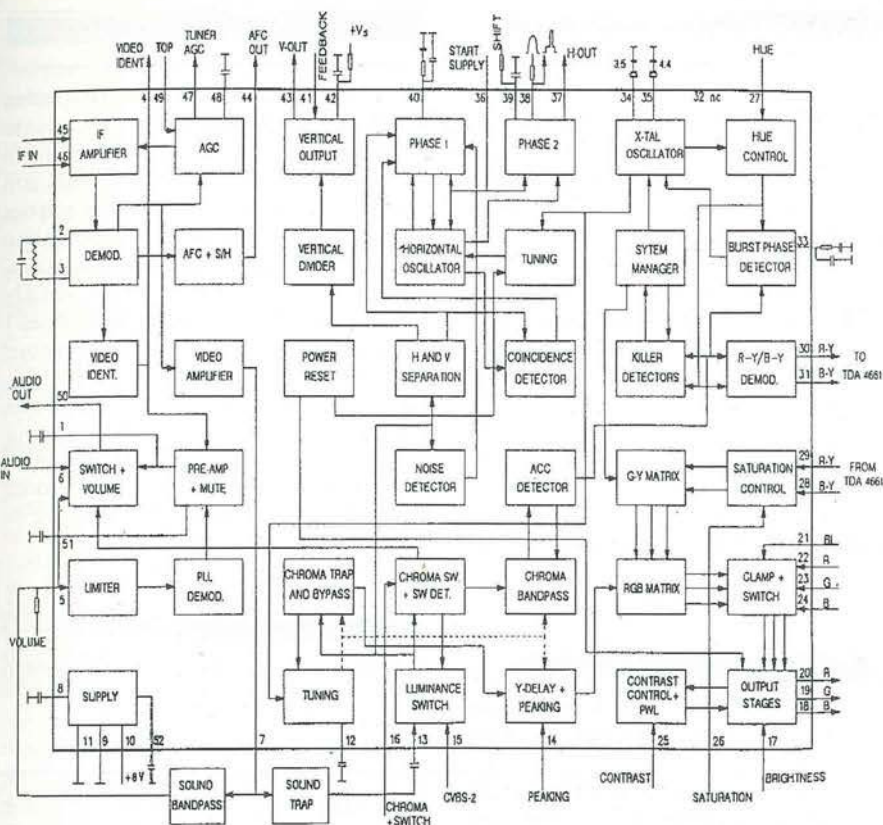 VIDEO IDENT.
TOP
TUNER AGC
AFC OUT
V-OUT
FEEDBACK
+Vs
START SUPPLY
SHIFT
H-OUT
3.5
4.4
HUE
4
49
47
48
44
43
41
42
40
36
39
38
37
34
35
32 nc
27
45
46
IF IN
IF AMPLIFIER
AGC
VERTICAL OUTPUT
PHASE 1
PHASE 2
X-TAL OSCILLATOR
HUE CONTROL
2
3
DEMOD.
AFC + S/H
VERTICAL DIVIDER
HORIZONTAL OSCILLATOR
TUNING
SYTEM MANAGER
BURST PHASE DETECTOR
33
VIDEO IDENT.
VIDEO AMPLIFIER
POWER RESET
H AND V SEPARATION
COINCIDENCE DETECTOR
KILLER DETECTORS
R-Y/B-Y DEMOD.
30 R-Y
31 B-Y
TO TDA 4661
AUDIO OUT
50
1
AUDIO IN
6
SWITCH + VOLUME
PRE-AMP + MUTE
NOISE DETECTOR
ACC DETECTOR
G-Y MATRIX
SATURATION CONTROL
29 R-Y
28 B-Y
FROM TDA 4661
51
5
VOLUME
LIMITER
PLL DEMOD.
CHROMA TRAP AND BYPASS
CHROMA SW. + SW DET.
CHROMA BANDPASS
RGB MATRIX
CLAMP + SWITCH
21 BI
22 R
23 G
24 B
8
SUPPLY
TUNING
LUMINANCE SWITCH
Y-DELAY + PEAKING
CONTRAST CONTROL + PWL
OUTPUT STAGES
20 R
19 G
18 B
11
9
10
52
7
12
16
13
15
14
25
26
17
+8V
SOUND BANDPASS
SOUND TRAP
CHROMA +SWITCH
CVBS-2
PEAKING
CONTRAST
SATURATION
BRIGHTNESS